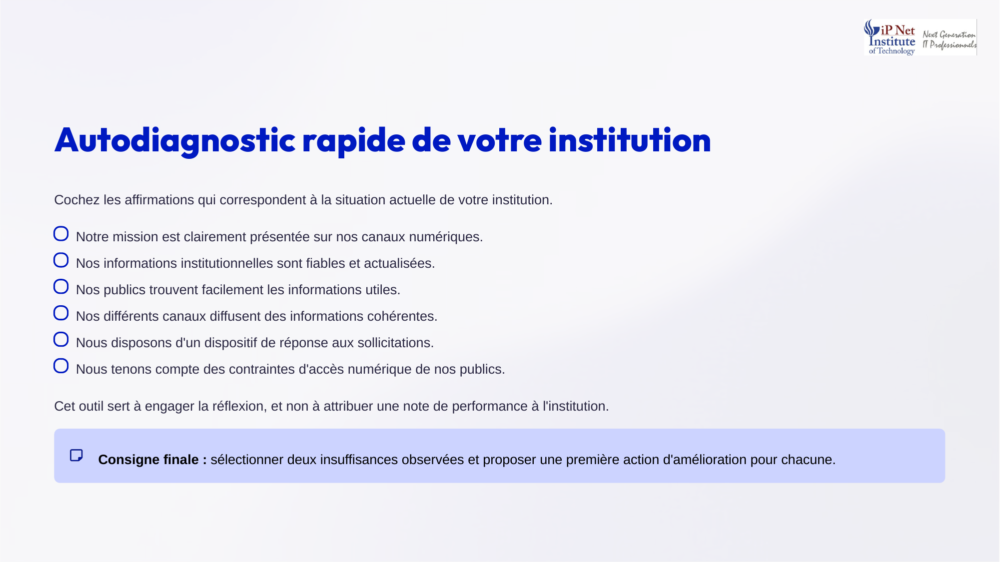 iP Net
Institute
of Technology
Next Generation
IT Professionnels
Autodiagnostic rapide de votre institution
Cochez les affirmations qui correspondent à la situation actuelle de votre institution.
Notre mission est clairement présentée sur nos canaux numériques.
Nos informations institutionnelles sont fiables et actualisées.
Nos publics trouvent facilement les informations utiles.
Nos différents canaux diffusent des informations cohérentes.
Nous disposons d'un dispositif de réponse aux sollicitations.
Nous tenons compte des contraintes d'accès numérique de nos publics.
Cet outil sert à engager la réflexion, et non à attribuer une note de performance à l'institution.
Consigne finale : sélectionner deux insuffisances observées et proposer une première action d'amélioration pour chacune.